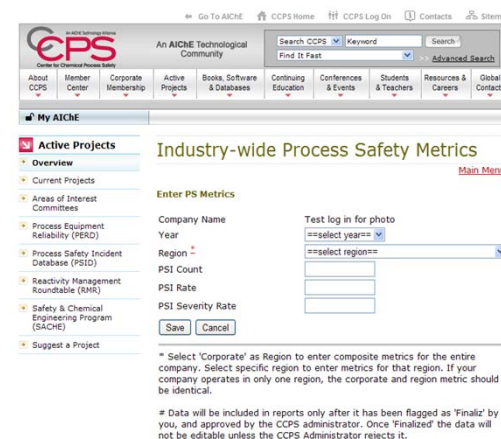 Go To AIChE CCPS Home CCPS Log On Contacts Sitem
An AIChE Technology Alliance
CCPS
Center for Chemical Process Safety
An AIChE Technological
Community
Search CCPS Keyword Search
Find It Fast Advanced Search
About CCPS
Member Center
Corporate Membership
Active Projects
Books, Software & Databases
Continuing Education
Conferences & Events
Students & Teachers
Resources & Careers
Global Contact
My AIChE
Active Projects
Overview
Current Projects
Areas of Interest
Committees
Process Equipment
Reliability (PERD)
Process Safety Incident
Database (PSID)
Reactivity Management
Roundtable (RMR)
Safety & Chemical
Engineering Program
(SACHE)
Suggest a Project
Industry-wide Process Safety Metrics
Main Menu
Enter PS Metrics
Company Name Test log in for photo
Year ==select year==
Region * ==select region==
PSI Count
PSI Rate
PSI Severity Rate
Save Cancel
* Select 'Corporate' as Region to enter composite metrics for the entire
company. Select specific region to enter metrics for that region. If your
company operates in only one region, the corporate and region metric should
be identical.
# Data will be included in reports only after it has been flagged as 'Finaliz' by
you, and approved by the CCPS administrator. Once 'Finalized' the data will
not be editable unless the CCPS Administrator rejects it.